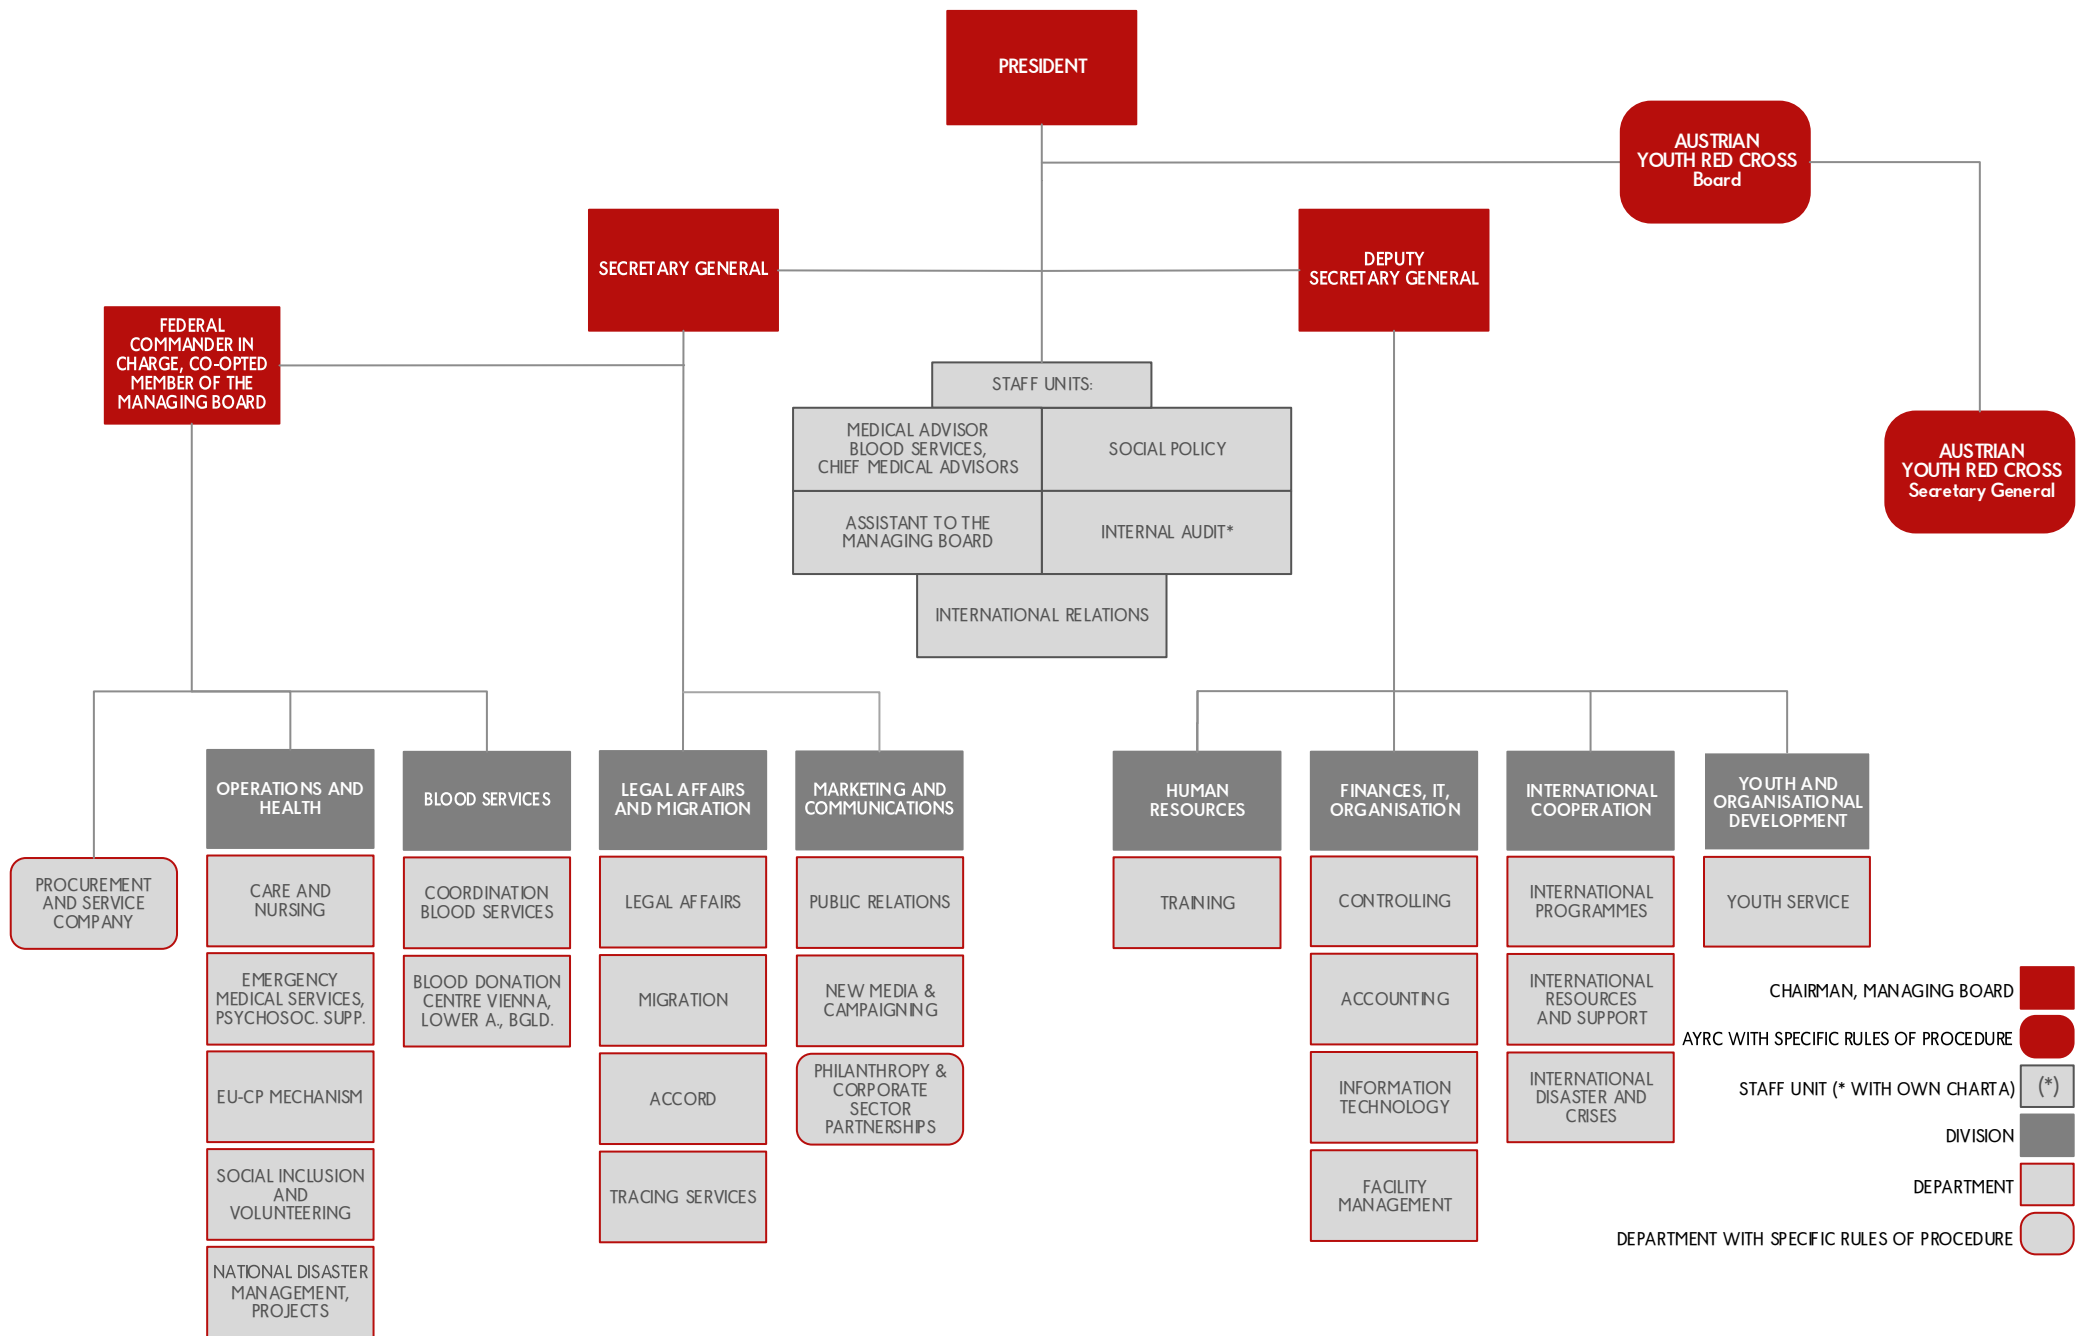 PRESIDENT
AUSTRIAN
YOUTH RED CROSS
Board
SECRETARY GENERAL
DEPUTY
SECRETARY GENERAL
FEDERAL
COMMANDER IN
CHARGE, CO-OPTED
MEMBER OF THE
MANAGING BOARD
STAFF UNITS:
MEDICAL ADVISOR
BLOOD SERVICES,
CHIEF MEDICAL ADVISORS
SOCIAL POLICY
ASSISTANT TO THE
MANAGING BOARD
INTERNAL AUDIT*
INTERNATIONAL RELATIONS
AUSTRIAN
YOUTH RED CROSS
Secretary General
PROCUREMENT
AND SERVICE
COMPANY
OPERATIONS AND
HEALTH
CARE AND
NURSING
EMERGENCY
MEDICAL SERVICES,
PSYCHOSOC. SUPP.
EU-CP MECHANISM
SOCIAL INCLUSION
AND
VOLUNTEERING
NATIONAL DISASTER
MANAGEMENT,
PROJECTS
BLOOD SERVICES
COORDINATION
BLOOD SERVICES
BLOOD DONATION
CENTRE VIENNA,
LOWER A., BGLD.
LEGAL AFFAIRS
AND MIGRATION
LEGAL AFFAIRS
MIGRATION
ACCORD
TRACING SERVICES
MARKETING AND
COMMUNICATIONS
PUBLIC RELATIONS
NEW MEDIA &
CAMPAIGNING
PHILANTHROPY &
CORPORATE
SECTOR
PARTNERSHIPS
HUMAN
RESOURCES
TRAINING
FINANCES, IT,
ORGANISATION
CONTROLLING
ACCOUNTING
INFORMATION
TECHNOLOGY
FACILITY
MANAGEMENT
INTERNATIONAL
COOPERATION
INTERNATIONAL
PROGRAMMES
INTERNATIONAL
RESOURCES
AND SUPPORT
INTERNATIONAL
DISASTER AND
CRISES
YOUTH AND
ORGANISATIONAL
DEVELOPMENT
YOUTH SERVICE
CHAIRMAN, MANAGING BOARD
AYRC WITH SPECIFIC RULES OF PROCEDURE
STAFF UNIT (* WITH OWN CHARTA) (*)
DIVISION
DEPARTMENT
DEPARTMENT WITH SPECIFIC RULES OF PROCEDURE